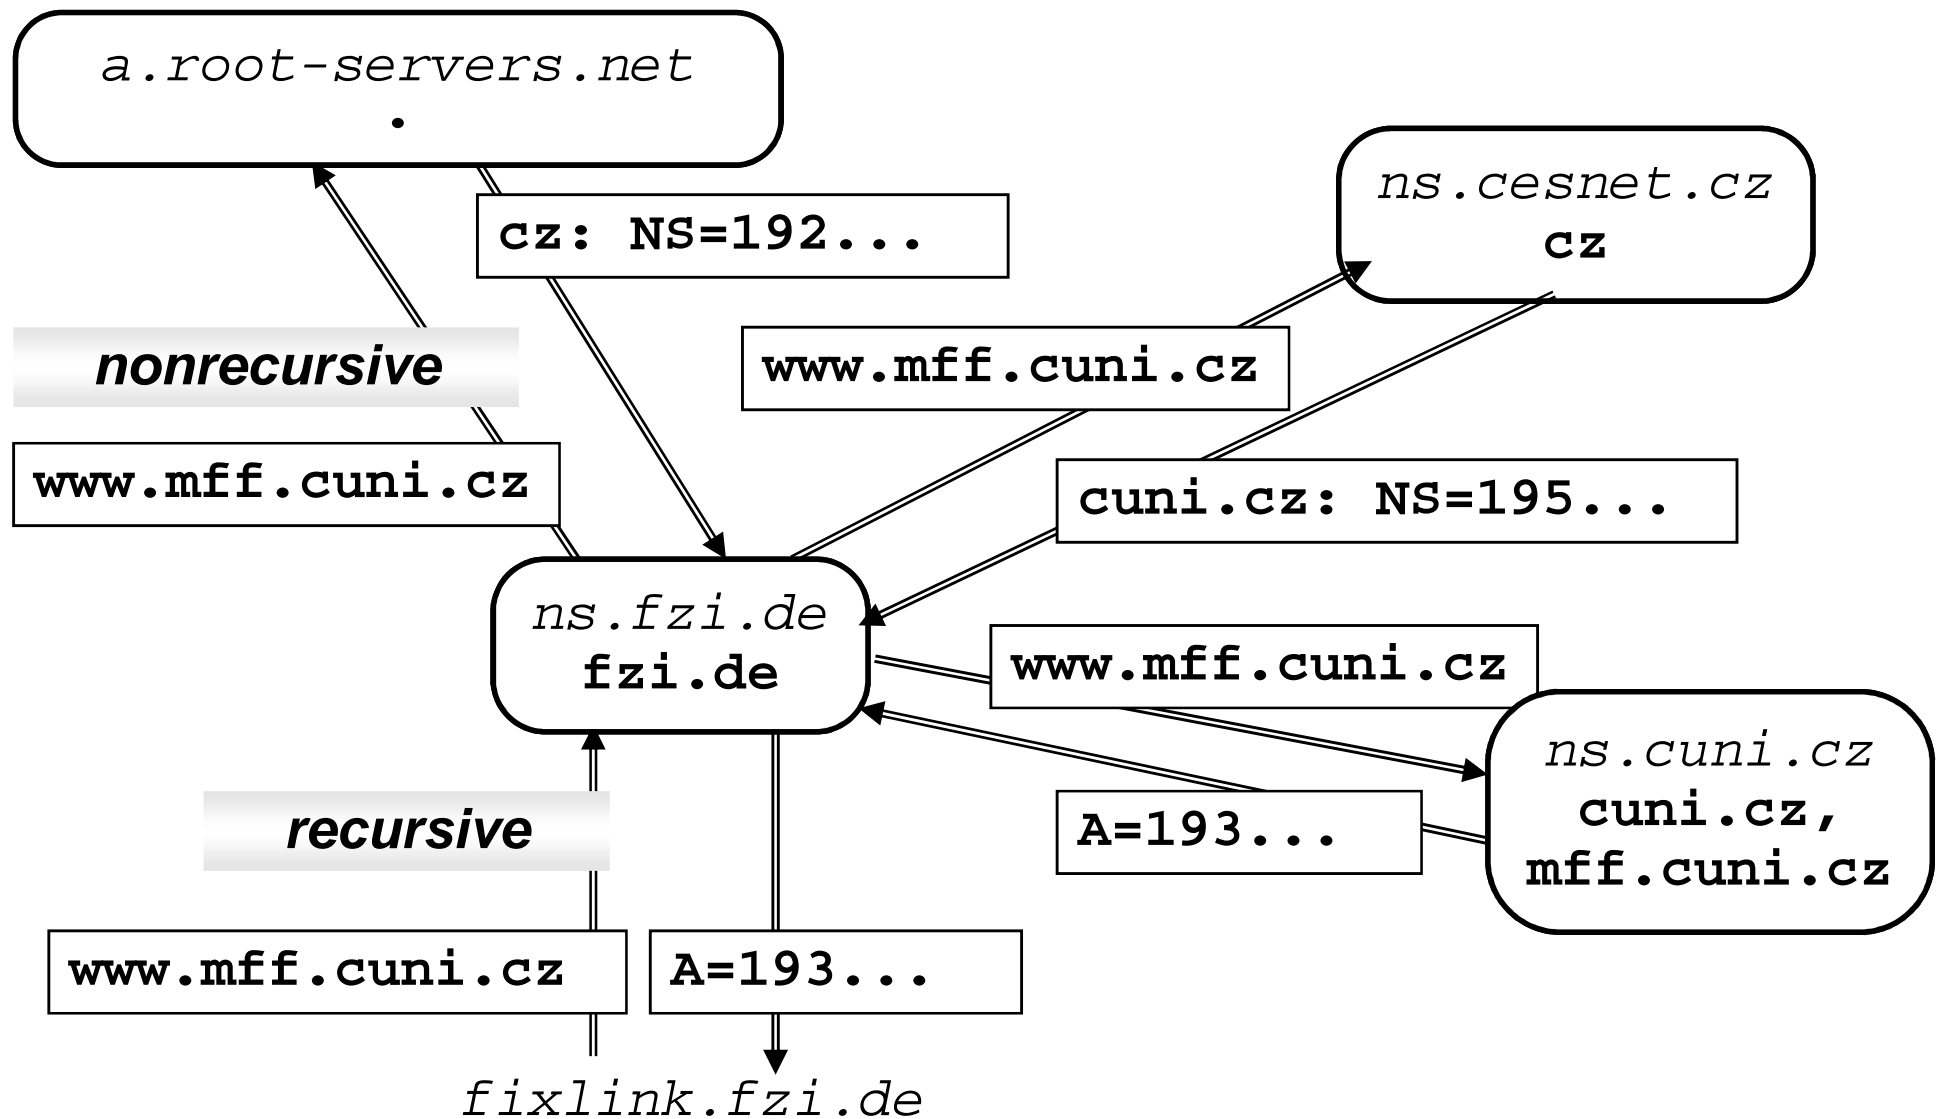 a.root-servers.net
.
ns.cesnet.cz
cz
cz: NS=192...
nonrecursive
www.mff.cuni.cz
www.mff.cuni.cz
cuni.cz: NS=195...
ns.fzi.de
fzi.de
www.mff.cuni.cz
ns.cuni.cz
cuni.cz,
mff.cuni.cz
recursive
A=193...
www.mff.cuni.cz
A=193...
fixlink.fzi.de